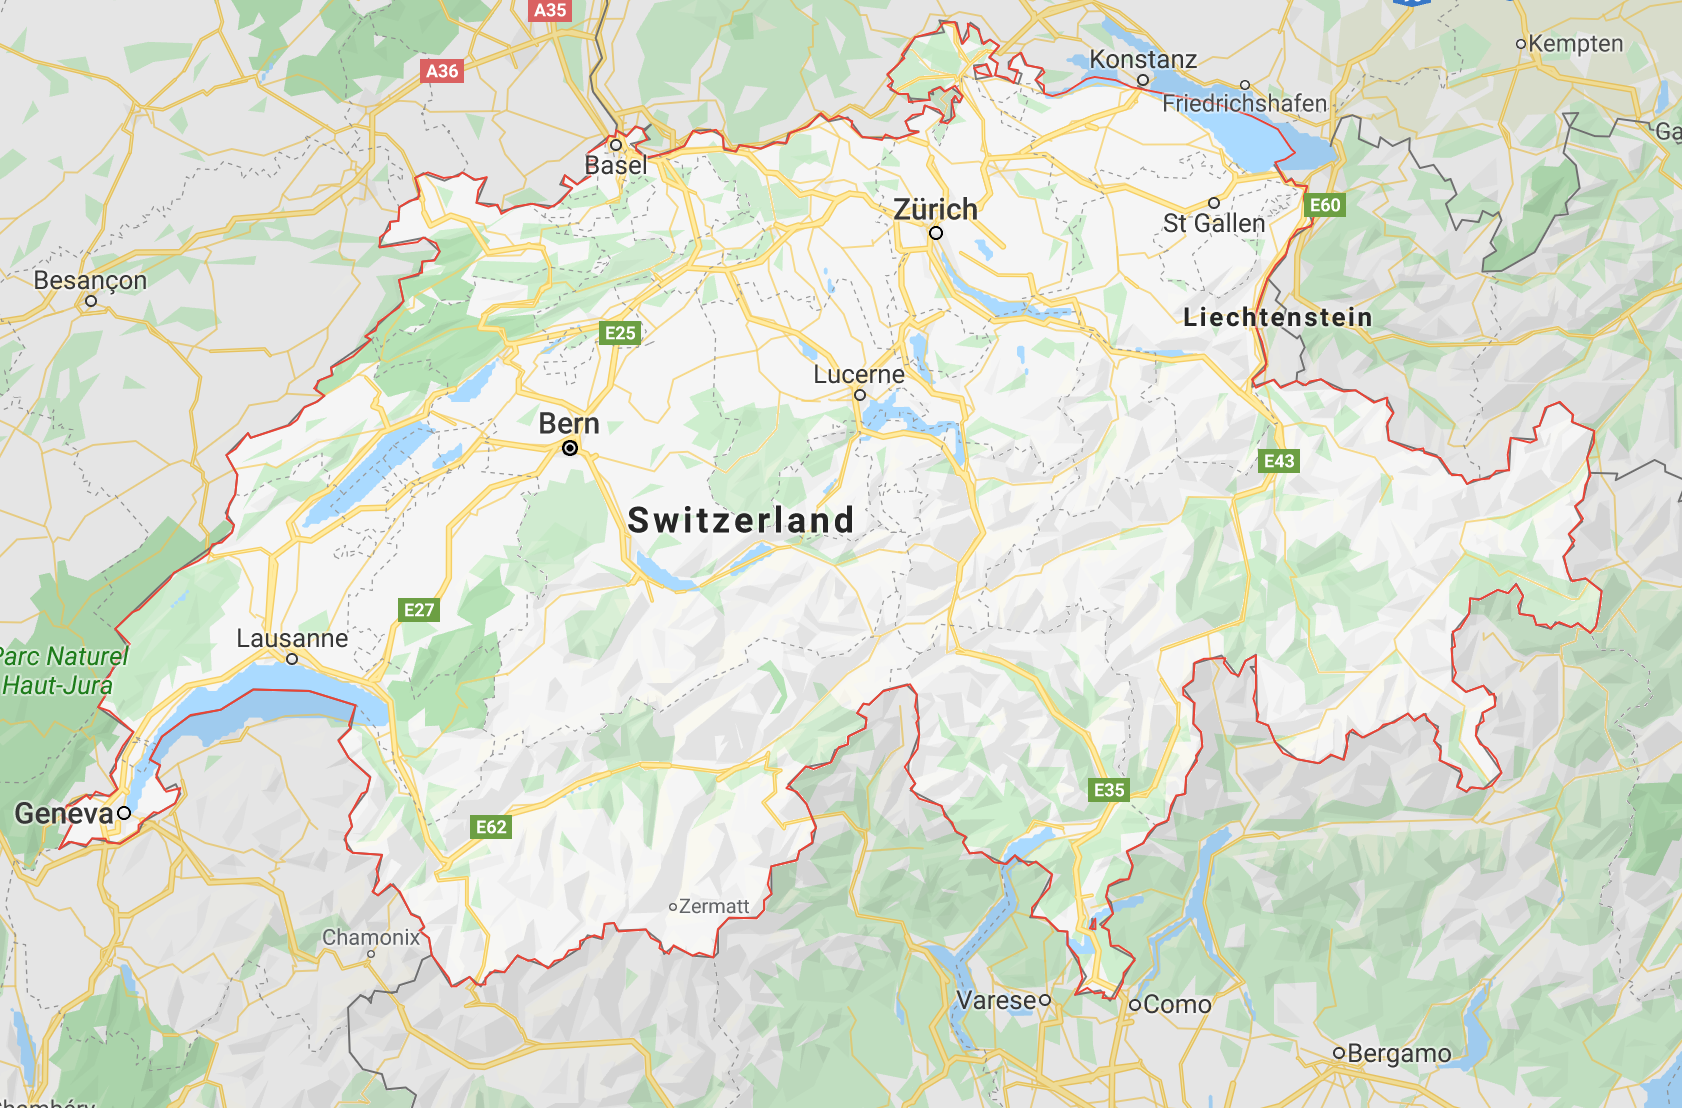 A35
Kempten
Konstanz
A36
Friedrichshafen
Ga
Basel
Zürich
E60
St Gallen
Besançon
Liechtenstein
E25
Lucerne
Bern
E43
Switzerland
E27
Lausanne
Parc Naturel
Haut-Jura
E35
Geneva
E62
Zermatt
Chamonix
Varese
Como
Bergamo
Chambéry